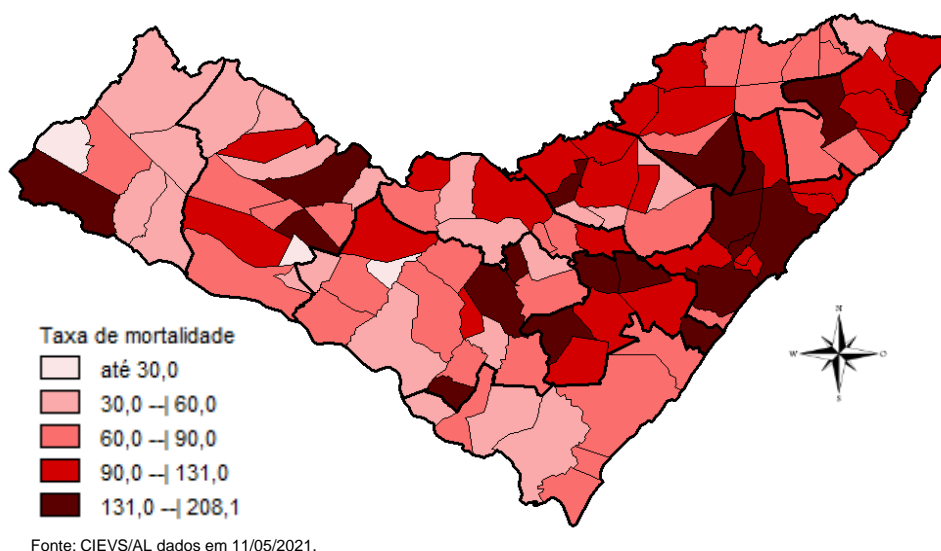 Taxa de mortalidade
até 30,0
30,0 --| 60,0
60,0 --| 90,0
90,0 --| 131,0
131,0 --| 208,1
N
W O
S
Fonte: CIEVS/AL dados em 11/05/2021.